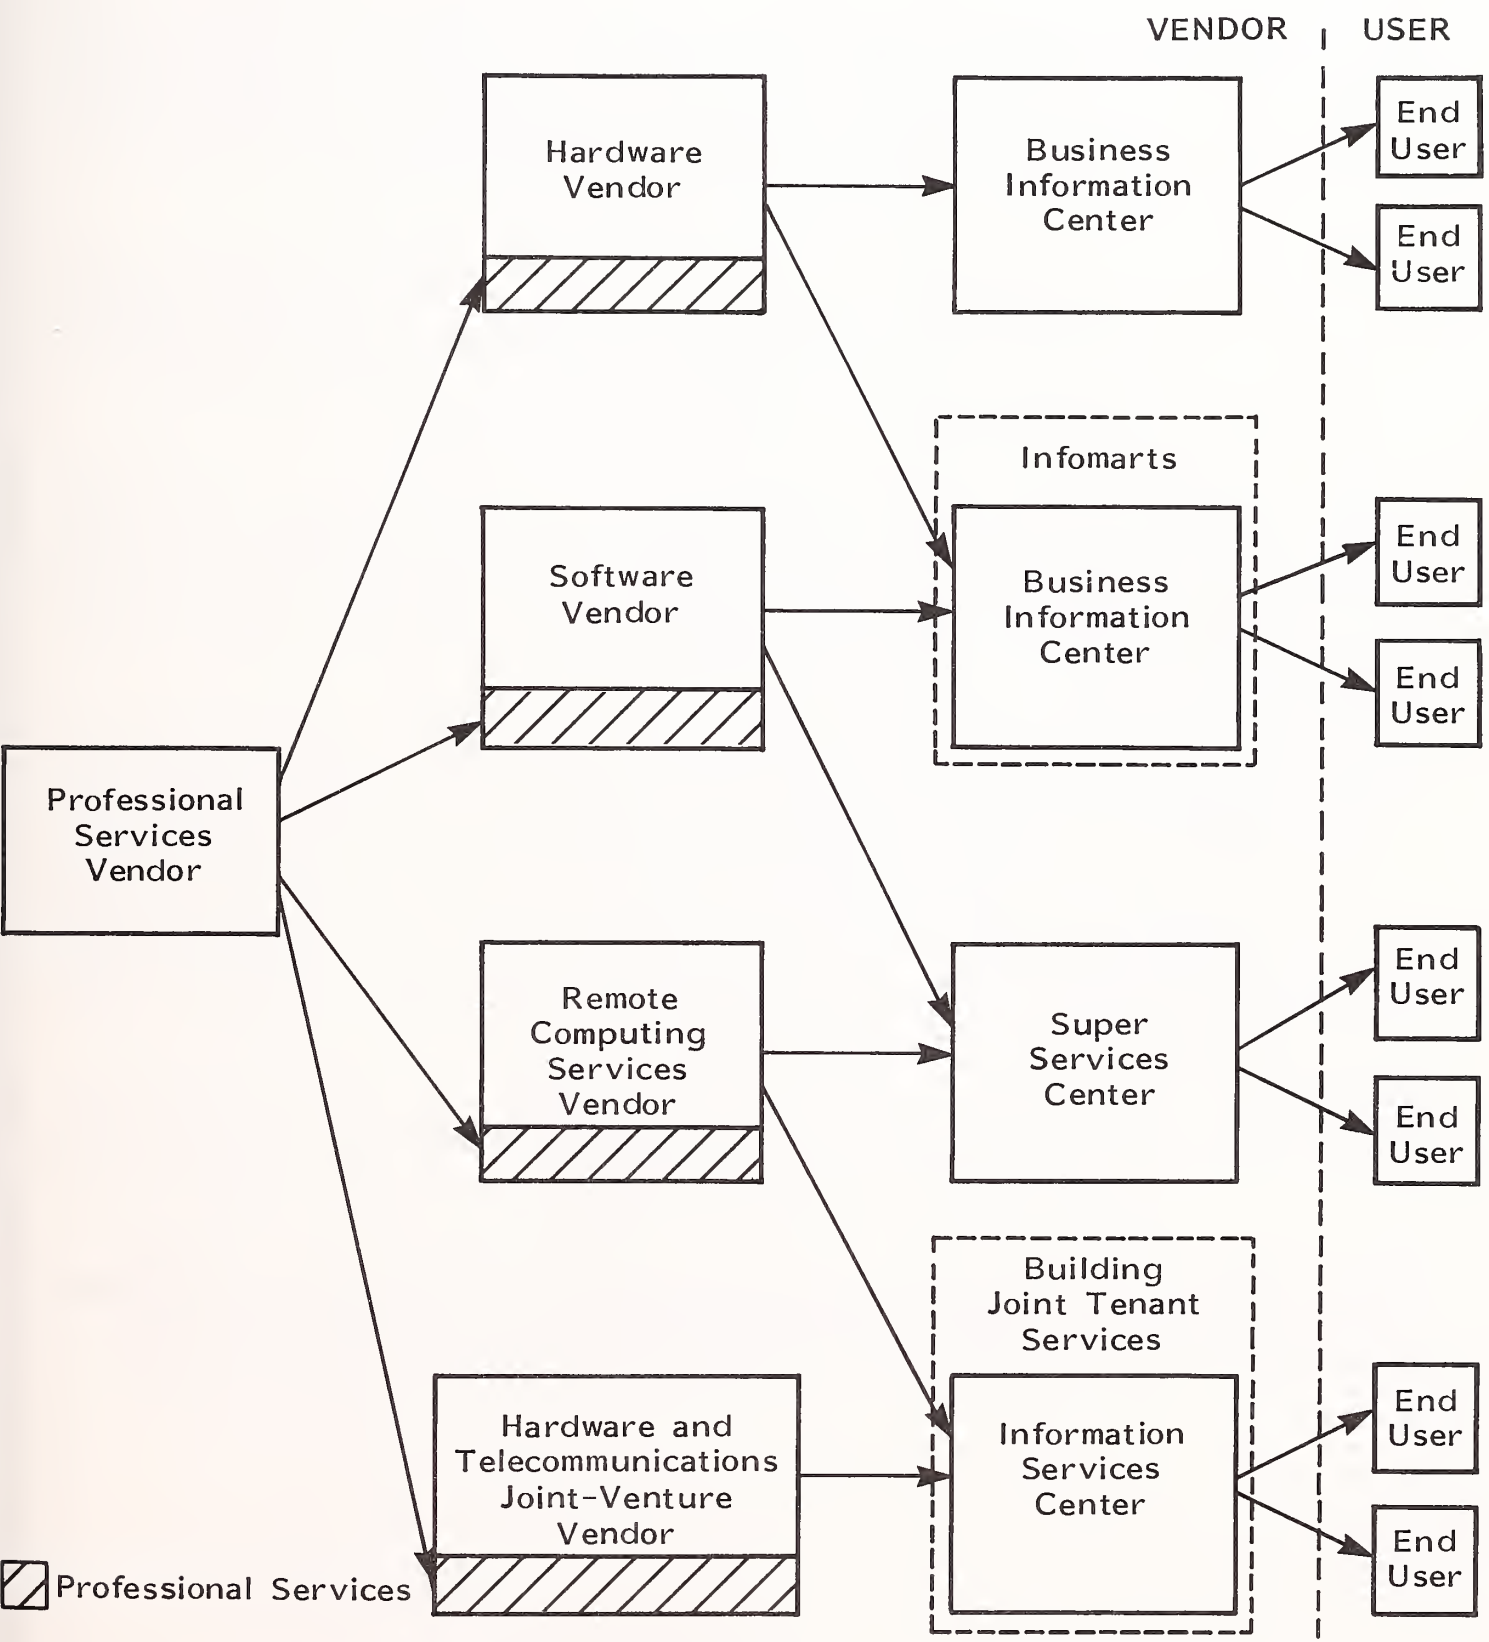 VENDOR
USER
Hardware
Vendor
Business
Information
Center
End
User
End
User
Infomarts
Software
Vendor
Business
Information
Center
End
User
End
User
Professional
Services
Vendor
Remote
Computing
Services
Vendor
Super
Services
Center
End
User
End
User
Building
Joint Tenant
Services
Hardware and
Telecommunications
Joint-Venture
Vendor
Information
Services
Center
End
User
End
User
Professional Services